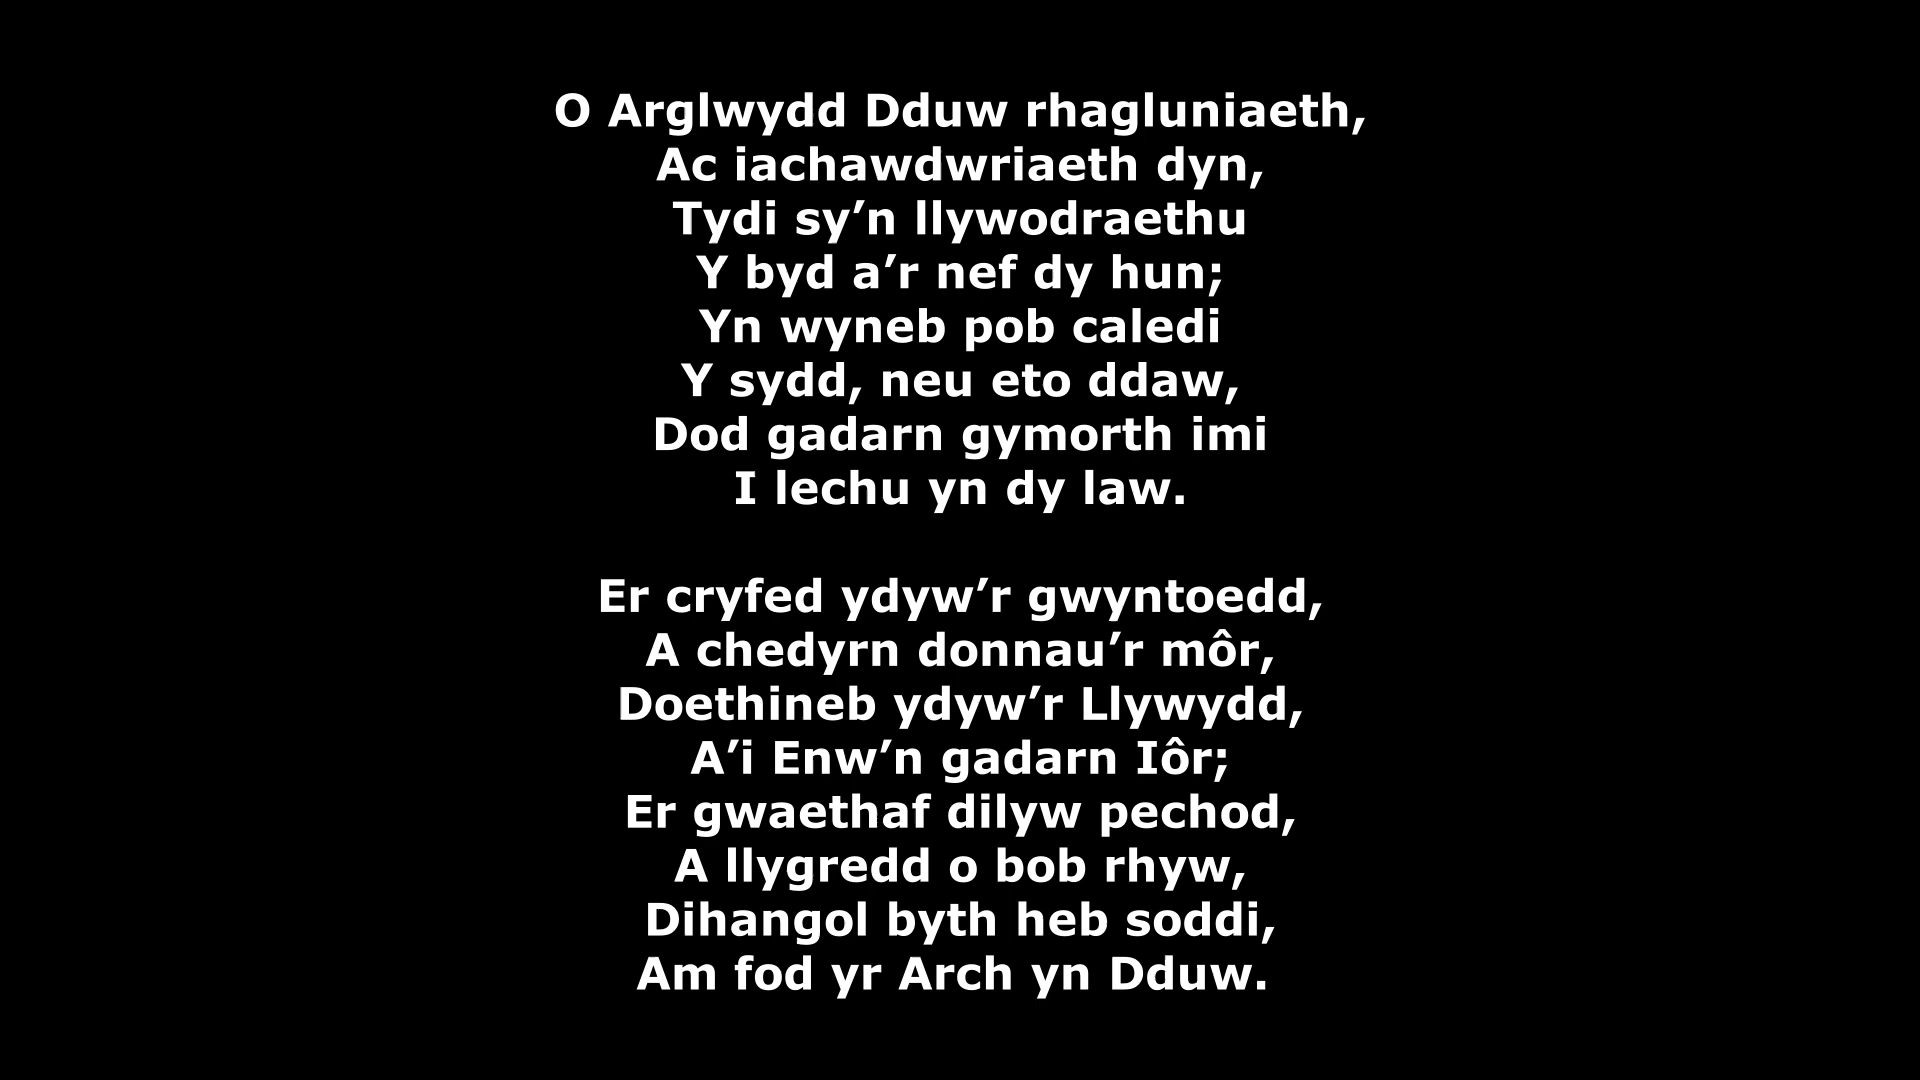 O Arglwydd Dduw rhagluniaeth,
Ac iachawdwriaeth dyn,
Tydi sy’n llywodraethu
Y byd a’r nef dy hun;
Yn wyneb pob caledi
Y sydd, neu eto ddaw,
Dod gadarn gymorth imi
I lechu yn dy law.

Er cryfed ydyw’r gwyntoedd,
A chedyrn donnau’r môr,
Doethineb ydyw’r Llywydd,
A’i Enw’n gadarn Iôr;
Er gwaethaf dilyw pechod,
A llygredd o bob rhyw,
Dihangol byth heb soddi,
Am fod yr Arch yn Dduw.